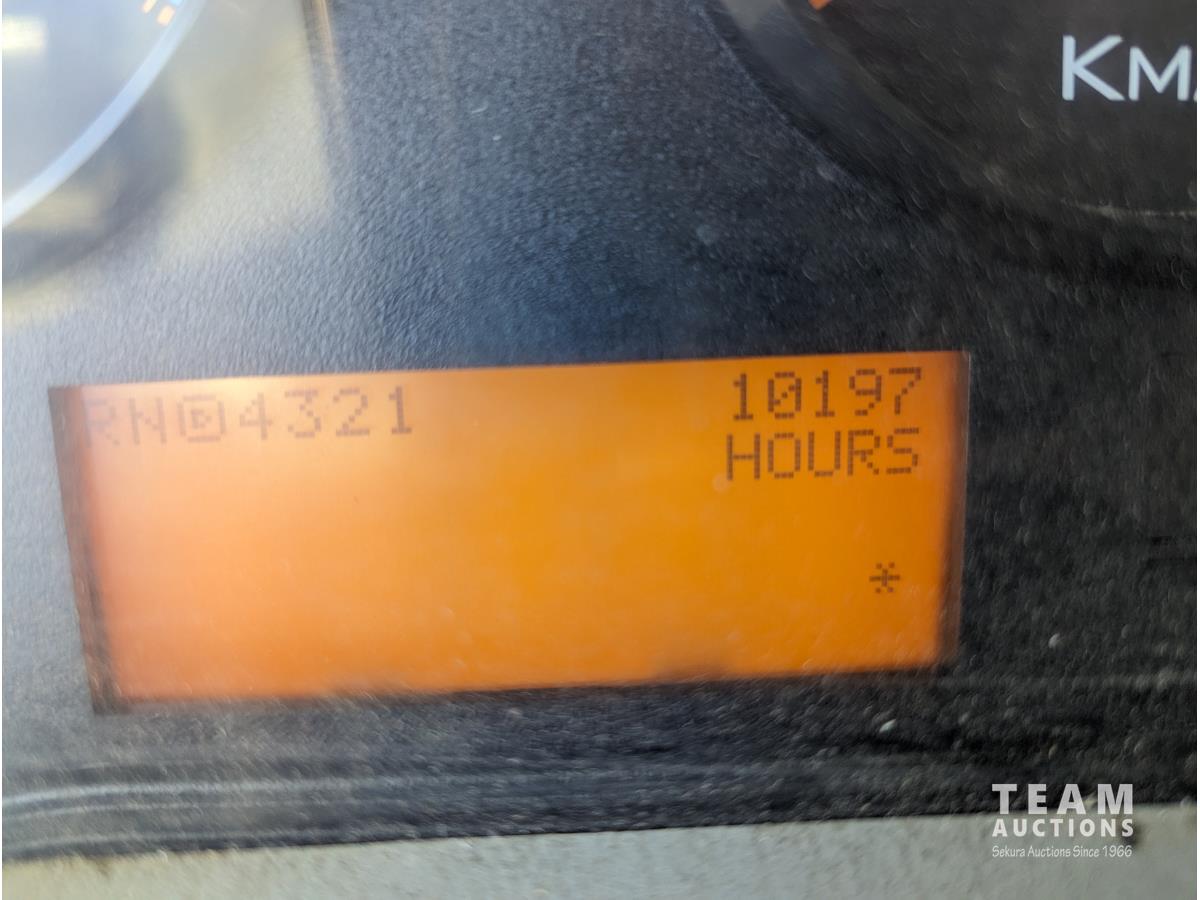 KM/
RN D 4321 10197
HOURS
*
TEAM
AUCTIONS
Sekura Auctions Since 1966